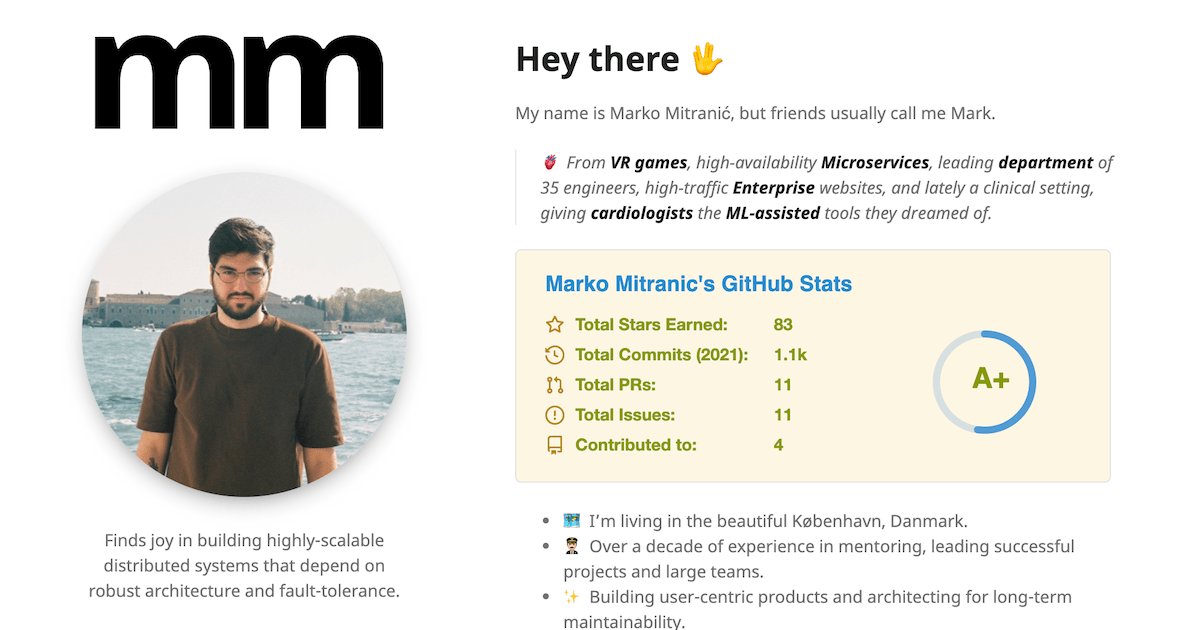 mm
Finds joy in building highly-scalable
distributed systems that depend on
robust architecture and fault-tolerance.
Hey there 🖖
My name is Marko Mitranić, but friends usually call me Mark.
🫀 From VR games, high-availability Microservices, leading department of
35 engineers, high-traffic Enterprise websites, and lately a clinical setting,
giving cardiologists the ML-assisted tools they dreamed of.
Marko Mitranic's GitHub Stats
Total Stars Earned: 83
Total Commits (2021): 1.1k
Total PRs: 11
Total Issues: 11
Contributed to: 4
A+
• 🗺️ I’m living in the beautiful København, Danmark.
• 👨🏻‍✈️ Over a decade of experience in mentoring, leading successful
projects and large teams.
• ✨ Building user-centric products and architecting for long-term
maintainability.